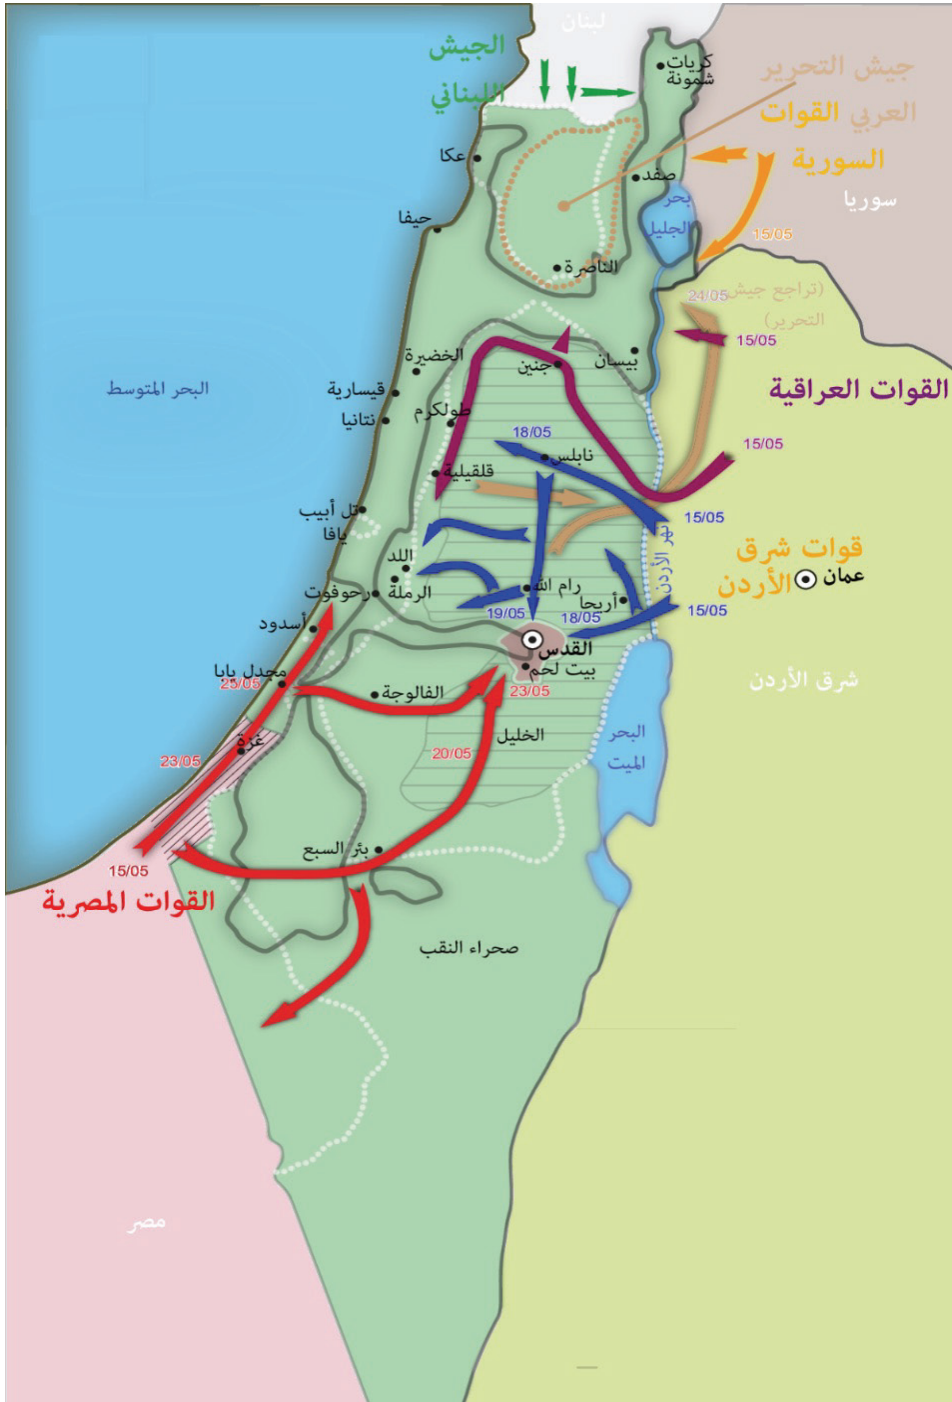 لبنان
الجيش
اللبناني
كريات
شمونة
جيش التحرير
العربي القوات
السورية
سوريا
عكا
صفد
بحر
الجليل
حيفا
15/05
الناصرة
24/05
(تراجع جيش
التحرير)
15/05
بيسان
الخضيرة
جنين
القوات العراقية
البحر المتوسط
قيسارية
نتانيا
طولكرم
18/05
نابلس
15/05
قلقيلية
تل أبيب
يافا
15/05
نهر الأردن
قوات شرق
الأردن
عمان
اللد
الرملة
رحوفوت
رام الله
أريحا
19/05
18/05
15/05
أسدود
القدس
بيت لحم
مجدل يابا
25/05
23/05
الفالوجة
شرق الأردن
غزة
23/05
20/05
الخليل
البحر
الميت
بئر السبع
15/05
القوات المصرية
صحراء النقب
مصر